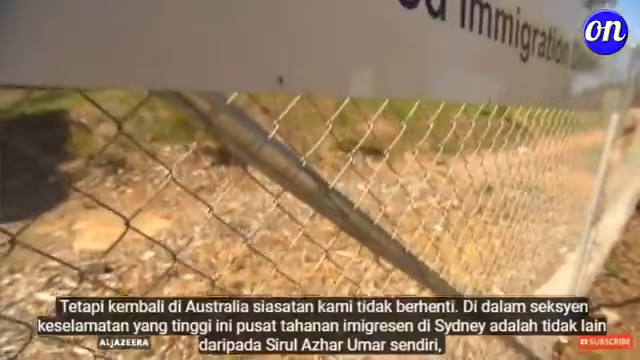 on
Immigration
Tetapi kembali di Australia siasatan kami tidak berhenti. Di dalam seksyen
keselamatan yang tinggi ini pusat tahanan imigresen di Sydney adalah tidak lain
daripada Sirul Azhar Umar sendiri,
ALJAZEERA
SUBSCRIBE